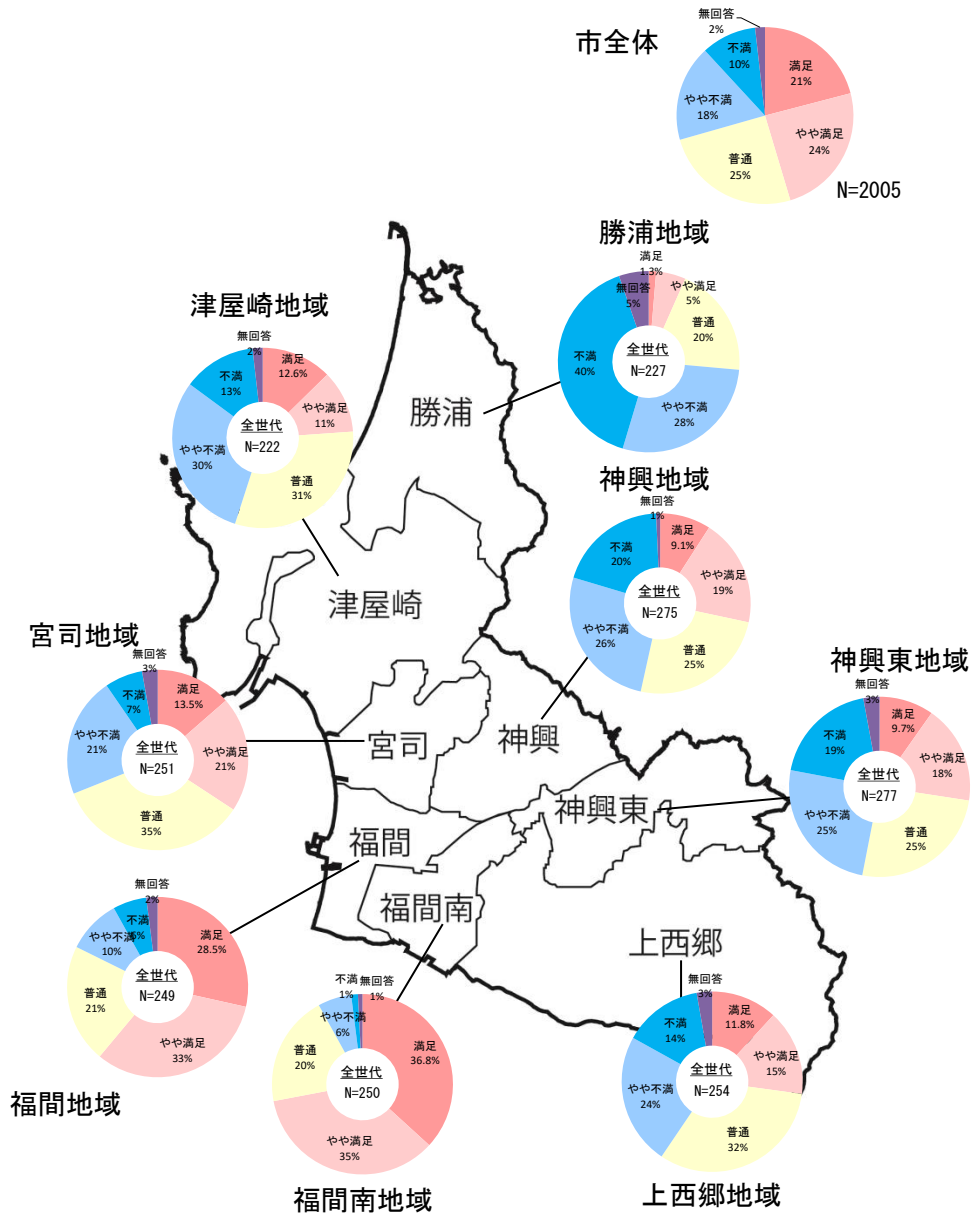 市全体
無回答
2%
不満
10%
満足
21%
やや不満
18%
やや満足
24%
普通
25%
N=2005
勝浦地域
満足
1.3%
無回答
5%
やや満足
5%
普通
20%
不満
40%
全世代
N=227
やや不満
28%
津屋崎地域
無回答
2%
満足
12.6%
不満
13%
やや満足
11%
全世代
N=222
やや不満
30%
普通
31%
勝浦
神興地域
無回答
1%
満足
9.1%
不満
20%
やや満足
19%
全世代
N=275
やや不満
26%
普通
25%
津屋崎
宮司地域
無回答
3%
満足
13.5%
不満
7%
やや不満
21%
やや満足
21%
全世代
N=251
普通
35%
宮司
神興
神興東地域
無回答
3%
満足
9.7%
不満
19%
やや満足
18%
全世代
N=277
やや不満
25%
普通
25%
神興東
福間
福間南
上西郷
無回答
2%
不満
やや不満
10%
満足
28.5%
普通
21%
全世代
N=249
やや満足
33%
福間地域
不満
1%
無回答
1%
やや不満
6%
満足
36.8%
普通
20%
全世代
N=250
やや満足
35%
福間南地域
無回答
3%
満足
11.8%
不満
14%
やや満足
15%
全世代
N=254
やや不満
24%
普通
32%
上西郷地域